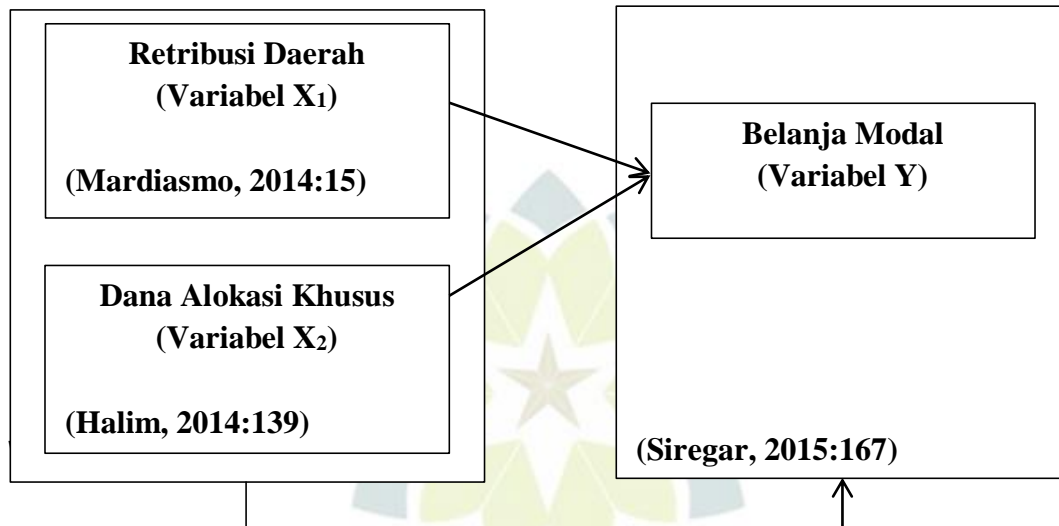 Retribusi Daerah
(Variabel X₁)
(Mardiasmo, 2014:15)
Dana Alokasi Khusus
(Variabel X₂)
(Halim, 2014:139)
Belanja Modal
(Variabel Y)
(Siregar, 2015:167)